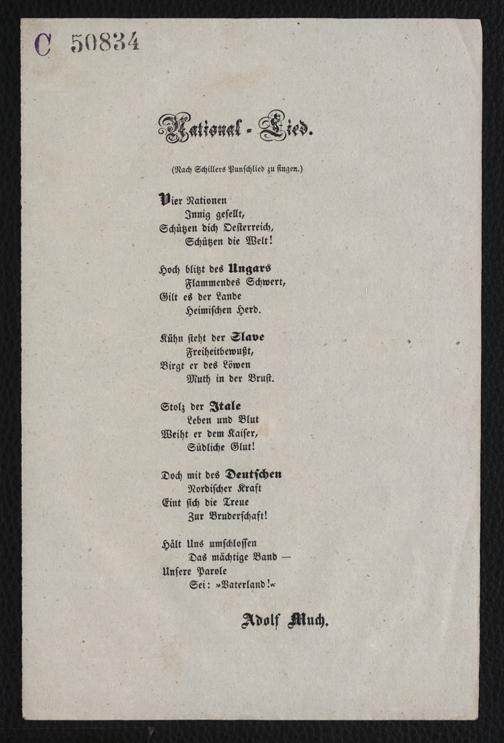 C 50834
National-Lied.
(Nach Schillers Punschlied zu singen.)
Vier Nationen
Innig gesellt,
Schützen dich Oesterreich,
Schützen die Welt!
Hoch blitzt des Ungars
Flammendes Schwert,
Gilt es der Lande
Heimischen Herd.
Kühn steht der Slave
Freiheitbewußt,
Birgt er des Löwen
Muth in der Brust.
Stolz der Itale
Leben und Blut
Weiht er dem Kaiser,
Südliche Glut!
Doch mit des Deutschen
Nordischer Kraft
Eint sich die Treue
Zur Bruderschaft!
Hält Uns umschlossen
Das mächtige Band —
Unsere Parole
Sei: »Vaterland!«
Adolf Much.